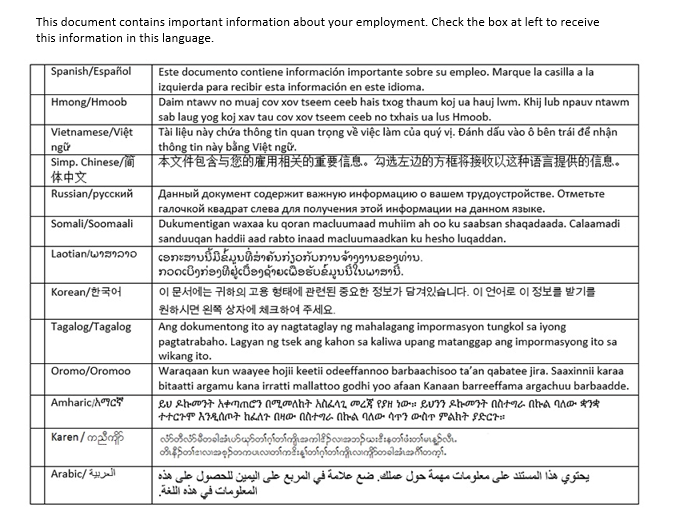 This document contains important information about your employment. Check the box at left to receive
this information in this language.
Spanish/Español
Este documento contiene información importante sobre su empleo. Marque la casilla a la
izquierda para recibir esta información en este idioma.
Hmong/Hmoob
Daim ntawv no muaj cov xov tseem ceeb hais txog thaum koj ua hauj lwm. Khij lub npauv ntawm
sab laug yog koj xav tau cov xov tseem ceeb no txhais ua lus Hmoob.
Vietnamese/Việt
ngữ
Tài liệu này chứa thông tin quan trọng về việc làm của quý vị. Đánh dấu vào ô bên trái để nhận
thông tin này bằng Việt ngữ.
Simp. Chinese/简
体中文
本文件包含与您的雇用相关的重要信息。勾选左边的方框将接收以这种语言提供的信息。
Russian/русский
Данный документ содержит важную информацию о вашем трудоустройстве. Отметьте
галочкой квадрат слева для получения этой информации на данном языке.
Somali/Soomaali
Dukumentigan waxaa ku qoran macluumaad muhiim ah oo ku saabsan shaqadaada. Calaamadi
sanduuqan haddii aad rabto inaad macluumaadkan ku hesho luqaddan.
Laotian/ພາສາລາວ
ເອກະສານນີ້ມີຂໍ້ມູນທີ່ສຳຄັນກ່ຽວກັບການຈ້າງງານຂອງທ່ານ.
ກວດເບິ່ງກ່ອງທີ່ຢູ່ເບື້ອງຊ້າຍເພື່ອຮັບຂໍ້ມູນນີ້ໃນພາສານີ້.
Korean/한국어
이 문서에는 귀하의 고용 형태에 관련된 중요한 정보가 담겨있습니다. 이 언어로 이 정보를 받기를
원하시면 왼쪽 상자에 체크하여 주세요.
Tagalog/Tagalog
Ang dokumentong ito ay nagtataglay ng mahalagang impormasyon tungkol sa iyong
pagtatrabaho. Lagyan ng tsek ang kahon sa kaliwa upang matanggap ang impormasyong ito sa
wikang ito.
Oromo/Oromoo
Waraqaan kun waayee hojii keetii odeeffannoo barbaachisoo ta'an qabatee jira. Saaxinnii karaa
bitaatti argamu kana irratti mallattoo godhi yoo afaan Kanaan barreeffama argachuu barbaadde.
Amharic/አማርኛ
ይህ ዶኩመንት አቀጣጠሮን በሚመለከት አስፈላጊ መረጃ የያዘ ነው። ይህንን ዶኩመንት በስተግራ በኩል ባለው ቋንቋ
ተተርጉሞ እንዲሰጦት ከፈለጉ በዛው በስተግራ በኩል ባለው ሳጥን ውስጥ ምልክት ያድርጉ።
Karen / ကညီကျိာ်
Arabic/ العربية
يحتوي هذا المستند على معلومات مهمة حول عملك. ضع علامة في المربع على اليمين للحصول على هذه
المعلومات في هذه اللغة.